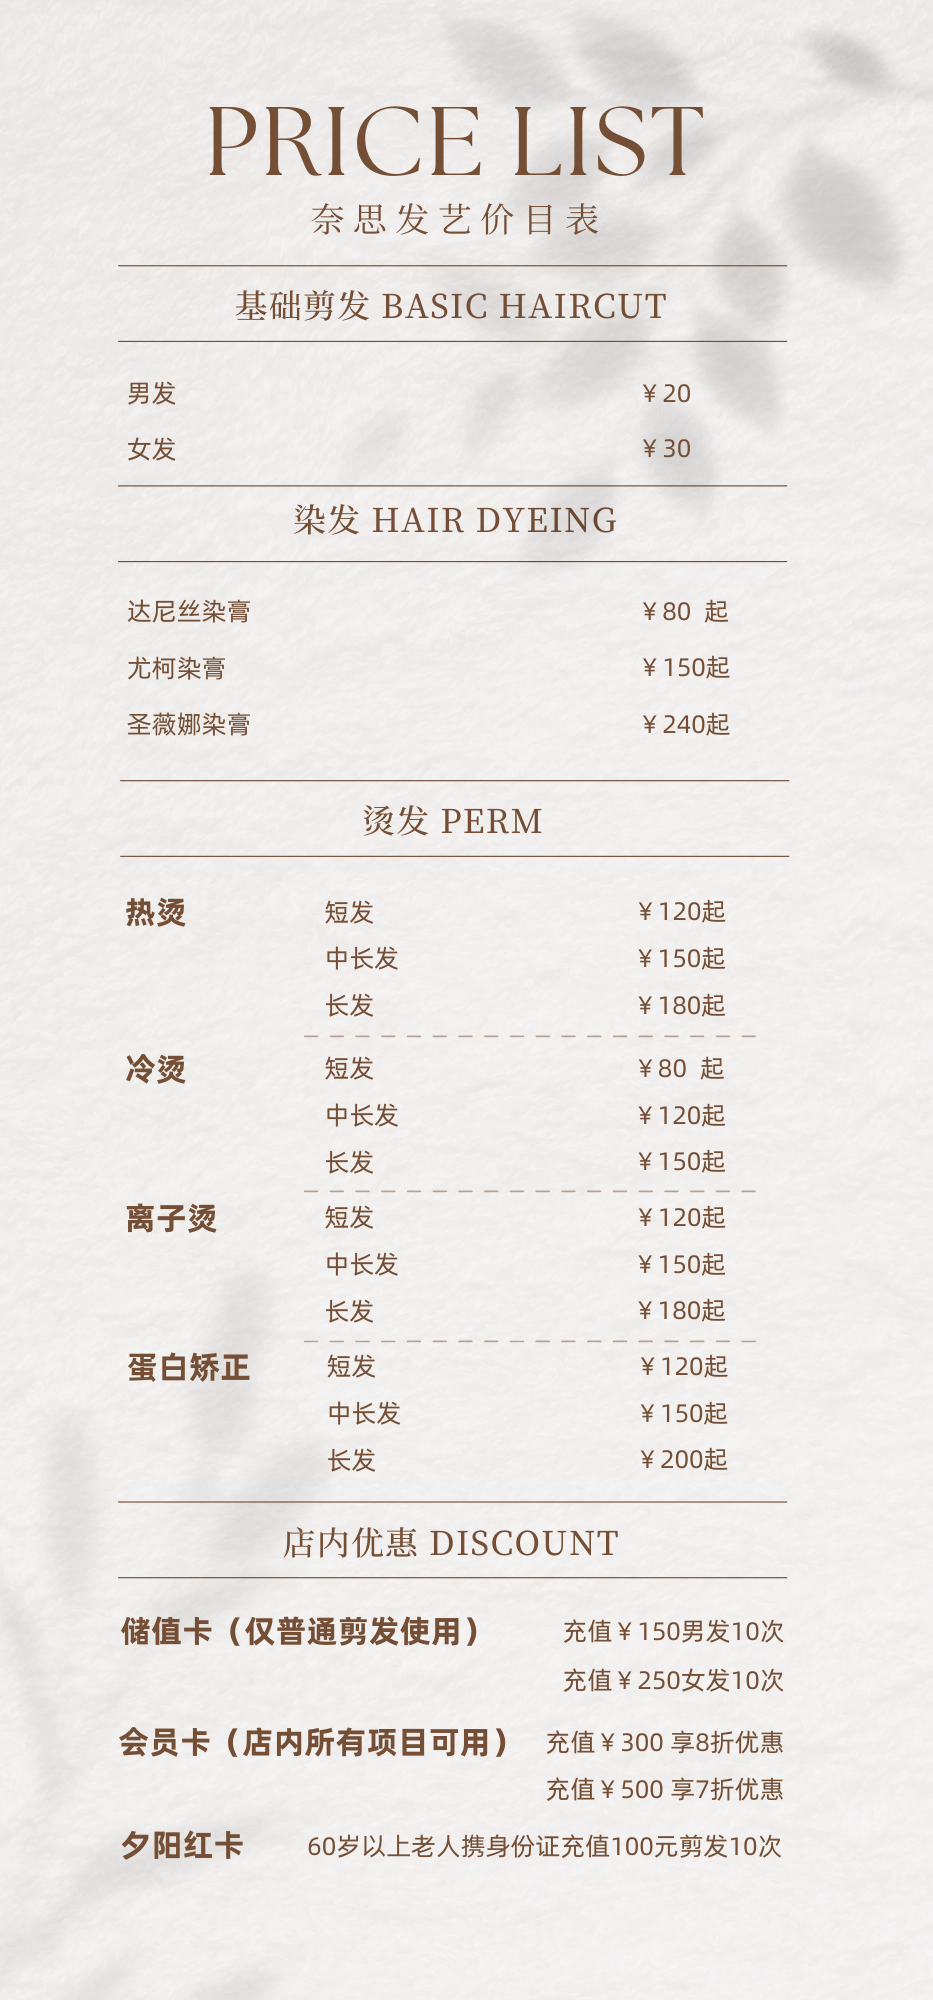 PRICE LIST
奈思发艺价目表
基础剪发 BASIC HAIRCUT
男发 ¥20
女发 ¥30
染发 HAIR DYEING
达尼丝染膏 ¥80 起
尤柯染膏 ¥150起
圣薇娜染膏 ¥240起
烫发 PERM
热烫 短发 ¥120起
中长发 ¥150起
长发 ¥180起
冷烫 短发 ¥80 起
中长发 ¥120起
长发 ¥150起
离子烫 短发 ¥120起
中长发 ¥150起
长发 ¥180起
蛋白矫正 短发 ¥120起
中长发 ¥150起
长发 ¥200起
店内优惠 DISCOUNT
储值卡（仅普通剪发使用） 充值¥150男发10次
充值¥250女发10次
会员卡（店内所有项目可用） 充值¥300 享8折优惠
充值¥500 享7折优惠
夕阳红卡 60岁以上老人携身份证充值100元剪发10次